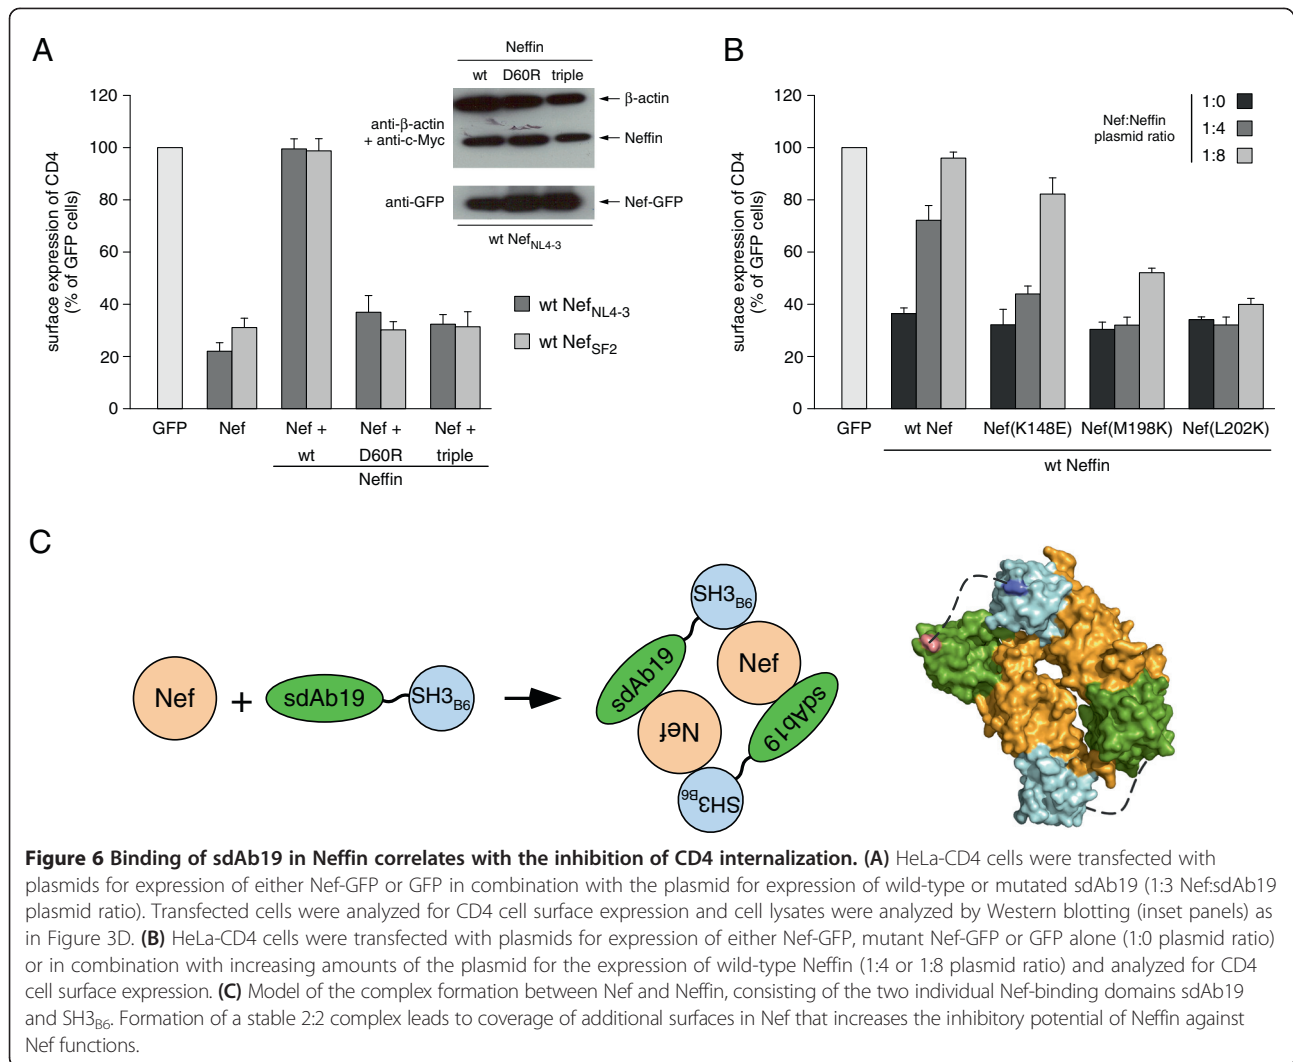 A
surface expression of CD4
(% of GFP cells)
120
100
80
60
40
20
0
GFP
Nef
Nef +
wt
Nef +
D60R
Nef +
triple
Neffin
Neffin
wt D60R triple
anti-β-actin
+ anti-c-Myc
β-actin
Neffin
anti-GFP
Nef-GFP
wt Nef_NL4-3
wt Nef_NL4-3
wt Nef_SF2
B
surface expression of CD4
(% of GFP cells)
120
100
80
60
40
20
0
Nef:Neffin
plasmid ratio
1:0
1:4
1:8
GFP
wt Nef
Nef(K148E)
Nef(M198K)
Nef(L202K)
wt Neffin
C
Nef
+
sdAb19
SH3_B6
SH3_B6
sdAb19
Nef
Nef
sdAb19
SH3_B6
Figure 6 Binding of sdAb19 in Neffin correlates with the inhibition of CD4 internalization. (A) HeLa-CD4 cells were transfected with
plasmids for expression of either Nef-GFP or GFP in combination with the plasmid for expression of wild-type or mutated sdAb19 (1:3 Nef:sdAb19
plasmid ratio). Transfected cells were analyzed for CD4 cell surface expression and cell lysates were analyzed by Western blotting (inset panels) as
in Figure 3D. (B) HeLa-CD4 cells were transfected with plasmids for expression of either Nef-GFP, mutant Nef-GFP or GFP alone (1:0 plasmid ratio)
or in combination with increasing amounts of the plasmid for the expression of wild-type Neffin (1:4 or 1:8 plasmid ratio) and analyzed for CD4
cell surface expression. (C) Model of the complex formation between Nef and Neffin, consisting of the two individual Nef-binding domains sdAb19
and SH3_B6. Formation of a stable 2:2 complex leads to coverage of additional surfaces in Nef that increases the inhibitory potential of Neffin against
Nef functions.